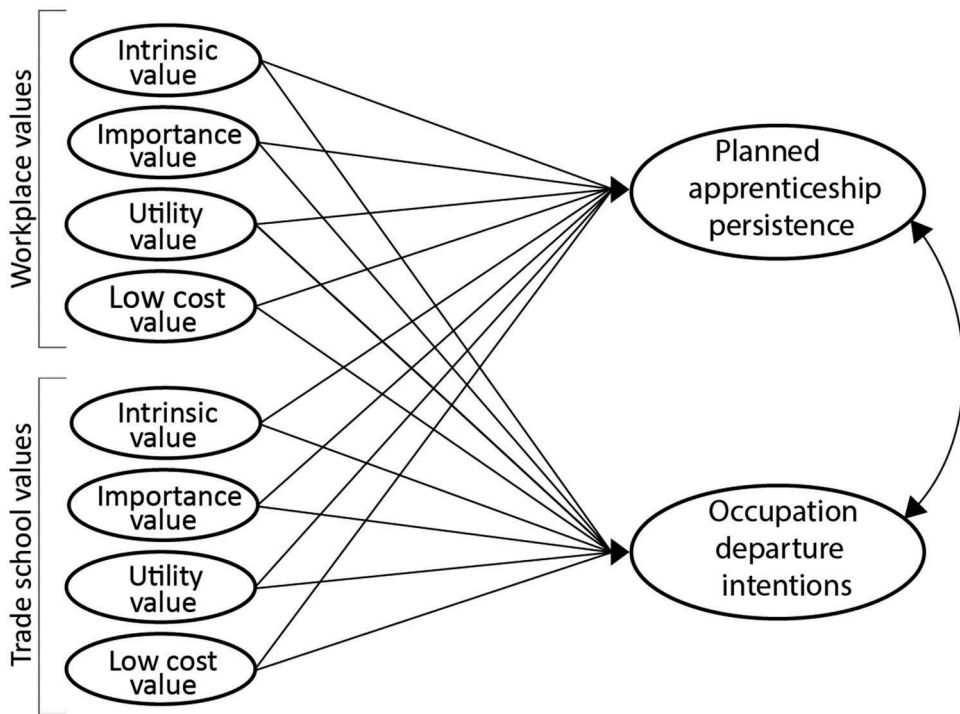 Workplace values
Intrinsic
value
Importance
value
Utility
value
Low cost
value
Trade school values
Intrinsic
value
Importance
value
Utility
value
Low cost
value
Planned
apprenticeship
persistence
Occupation
departure
intentions